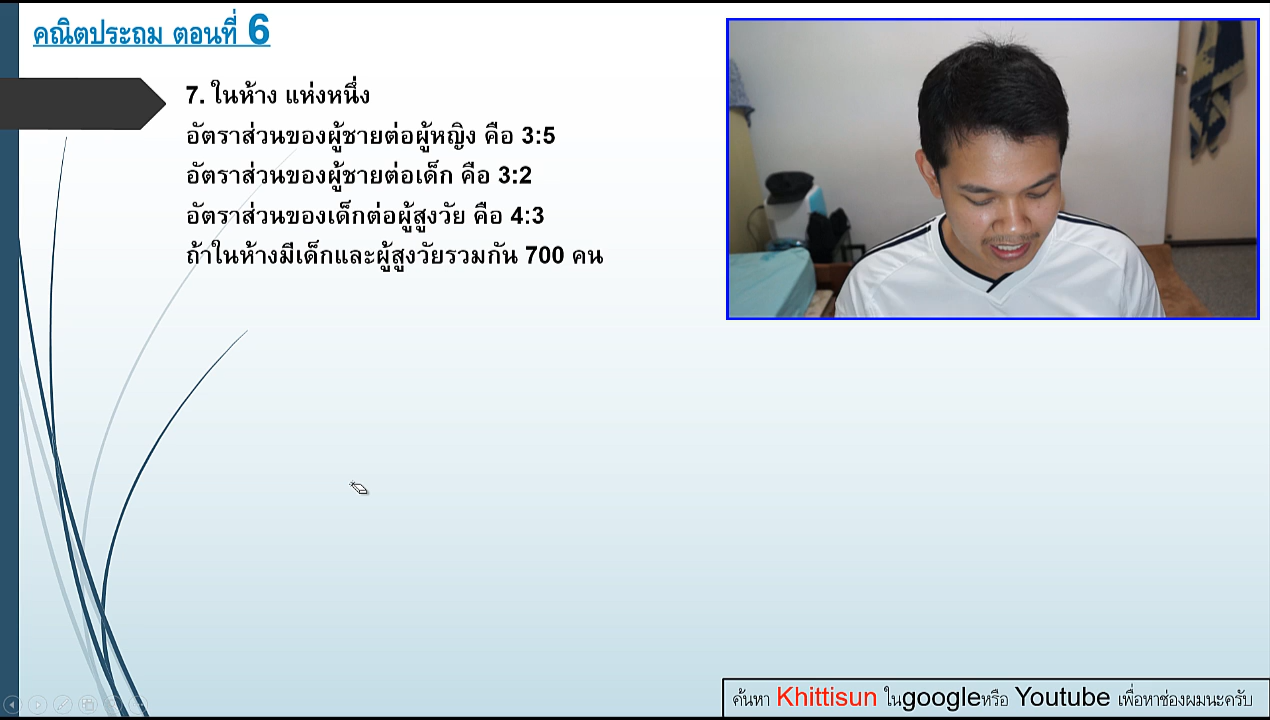 คณิตประถม ตอนที่ 6
7. ในห้าง แห่งหนึ่ง
อัตราส่วนของผู้ชายต่อผู้หญิง คือ 3:5
อัตราส่วนของผู้ชายต่อเด็ก คือ 3:2
อัตราส่วนของเด็กต่อผู้สูงวัย คือ 4:3
ถ้าในห้างมีเด็กและผู้สูงวัยรวมกัน 700 คน
ค้นหา Khittisun ในgoogleหรือ Youtube เพื่อหาช่องผมนะครับ